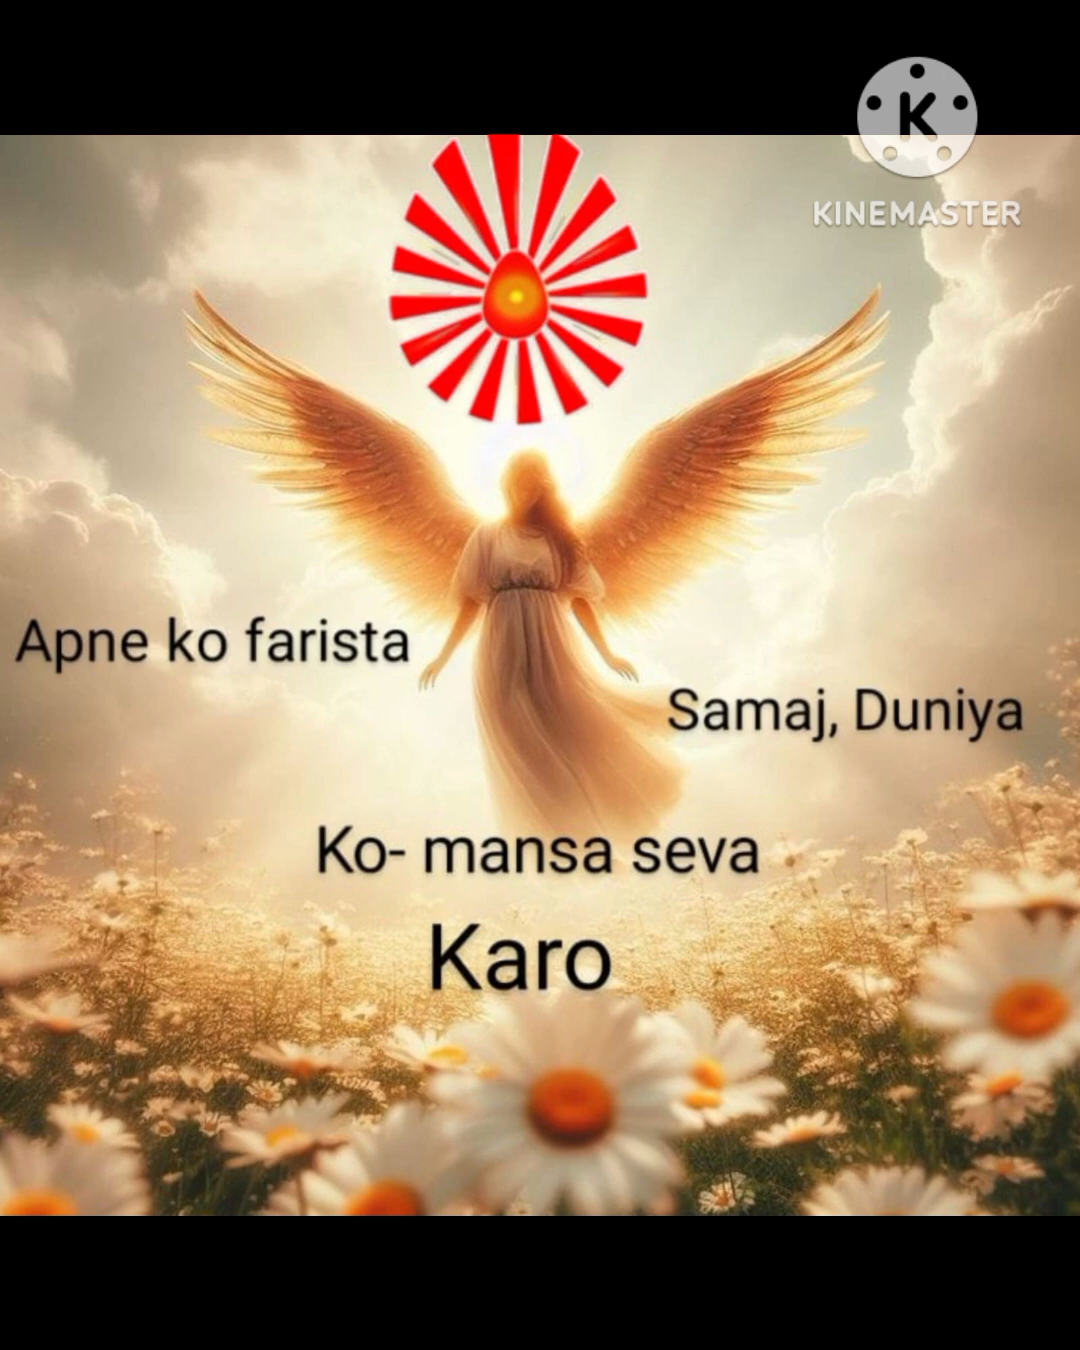 KINEMASTER
Apne ko farista
Samaj, Duniya
Ko- mansa seva
Karo